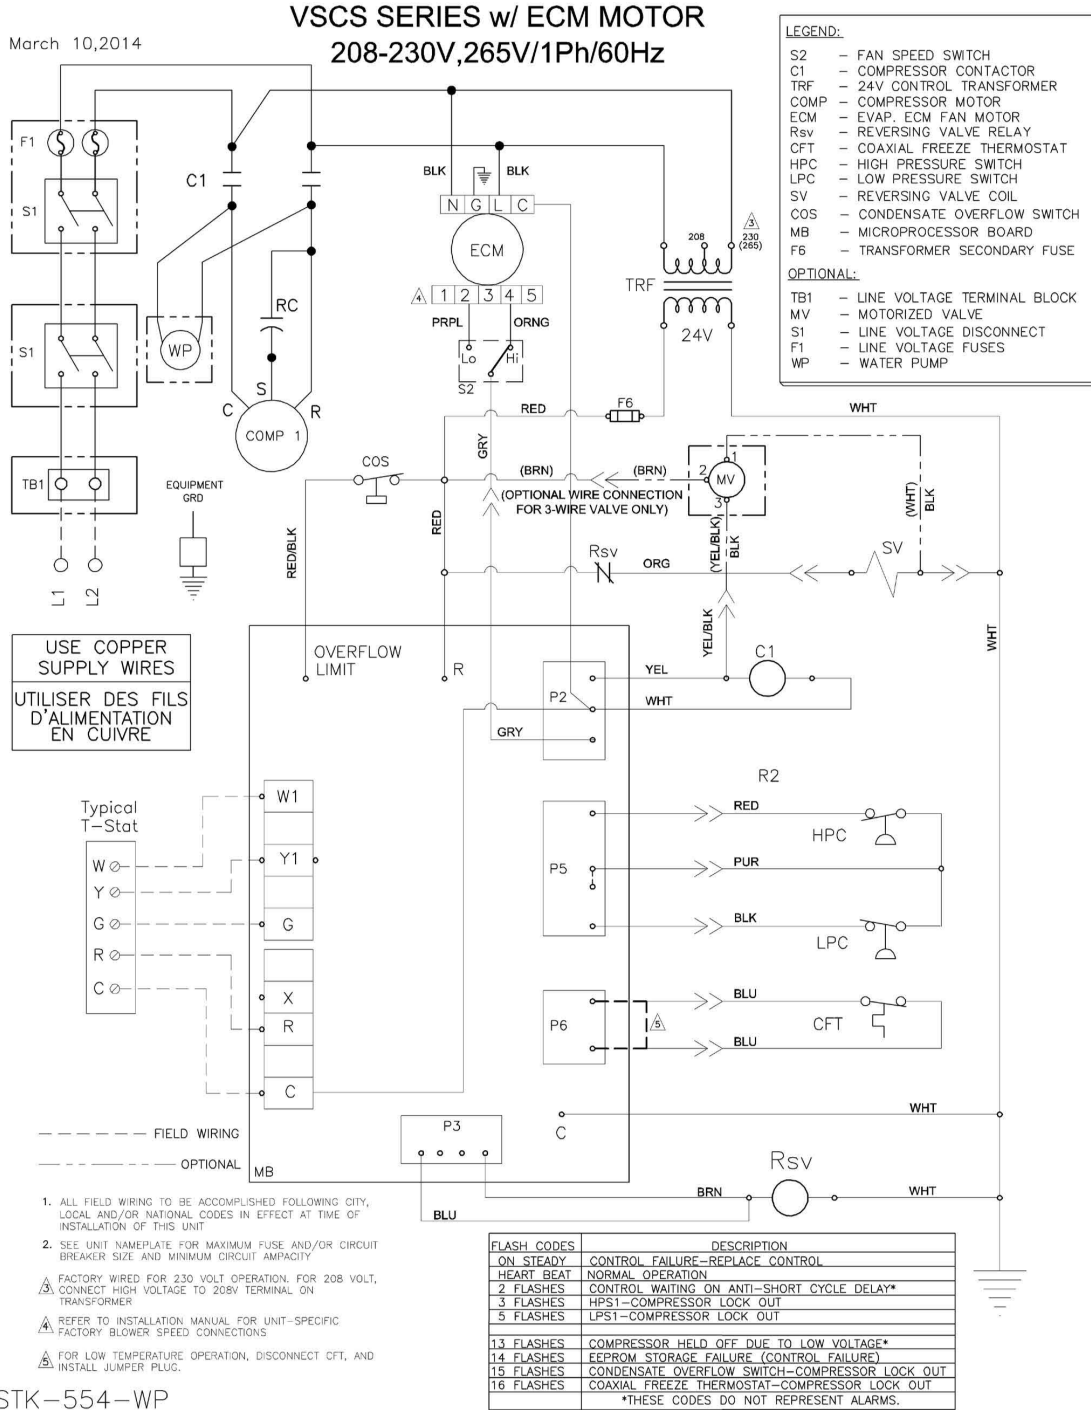 VSCS SERIES w/ ECM MOTOR
208-230V,265V/1Ph/60Hz
March 10,2014
LEGEND:
S2 – FAN SPEED SWITCH
C1 – COMPRESSOR CONTACTOR
TRF – 24V CONTROL TRANSFORMER
COMP – COMPRESSOR MOTOR
ECM – EVAP. ECM FAN MOTOR
Rsv – REVERSING VALVE RELAY
CFT – COAXIAL FREEZE THERMOSTAT
HPC – HIGH PRESSURE SWITCH
LPC – LOW PRESSURE SWITCH
SV – REVERSING VALVE COIL
COS – CONDENSATE OVERFLOW SWITCH
MB – MICROPROCESSOR BOARD
F6 – TRANSFORMER SECONDARY FUSE
OPTIONAL:
TB1 – LINE VOLTAGE TERMINAL BLOCK
MV – MOTORIZED VALVE
S1 – LINE VOLTAGE DISCONNECT
F1 – LINE VOLTAGE FUSES
WP – WATER PUMP
F1
S1
C1
BLK
BLK
N G L C
ECM
4 1 2 3 4 5
PRPL
ORNG
Lo
Hi
S2
3
208
230
(265)
TRF
24V
S1
WP
RC
S
C
R
COMP 1
RED
F6
WHT
GRY
TB1
EQUIPMENT
GRD
COS
(BRN)
(BRN)
(OPTIONAL WIRE CONNECTION
FOR 3-WIRE VALVE ONLY)
1
2
MV
3
(WHT)
BLK
RED/BLK
RED
Rsv
ORG
(YEL/BLK)
BLK
SV
L1
L2
YEL/BLK
WHT
USE COPPER
SUPPLY WIRES
UTILISER DES FILS
D'ALIMENTATION
EN CUIVRE
OVERFLOW
LIMIT
R
P2
YEL
C1
WHT
GRY
R2
Typical
T-Stat
W
Y
G
R
C
W1
Y1
G
X
R
C
P5
RED
HPC
PUR
BLK
LPC
P6
5
BLU
CFT
BLU
P3
C
WHT
FIELD WIRING
OPTIONAL
MB
BLU
BRN
Rsv
WHT
1. ALL FIELD WIRING TO BE ACCOMPLISHED FOLLOWING CITY,
LOCAL AND/OR NATIONAL CODES IN EFFECT AT TIME OF
INSTALLATION OF THIS UNIT
2. SEE UNIT NAMEPLATE FOR MAXIMUM FUSE AND/OR CIRCUIT
BREAKER SIZE AND MINIMUM CIRCUIT AMPACITY
3 FACTORY WIRED FOR 230 VOLT OPERATION. FOR 208 VOLT,
CONNECT HIGH VOLTAGE TO 208V TERMINAL ON
TRANSFORMER
4 REFER TO INSTALLATION MANUAL FOR UNIT-SPECIFIC
FACTORY BLOWER SPEED CONNECTIONS
5 FOR LOW TEMPERATURE OPERATION, DISCONNECT CFT, AND
INSTALL JUMPER PLUG.
FLASH CODES DESCRIPTION
ON STEADY CONTROL FAILURE-REPLACE CONTROL
HEART BEAT NORMAL OPERATION
2 FLASHES CONTROL WAITING ON ANTI-SHORT CYCLE DELAY*
3 FLASHES HPS1-COMPRESSOR LOCK OUT
5 FLASHES LPS1-COMPRESSOR LOCK OUT
13 FLASHES COMPRESSOR HELD OFF DUE TO LOW VOLTAGE*
14 FLASHES EEPROM STORAGE FAILURE (CONTROL FAILURE)
15 FLASHES CONDENSATE OVERFLOW SWITCH-COMPRESSOR LOCK OUT
16 FLASHES COAXIAL FREEZE THERMOSTAT-COMPRESSOR LOCK OUT
*THESE CODES DO NOT REPRESENT ALARMS.
STK-554-WP